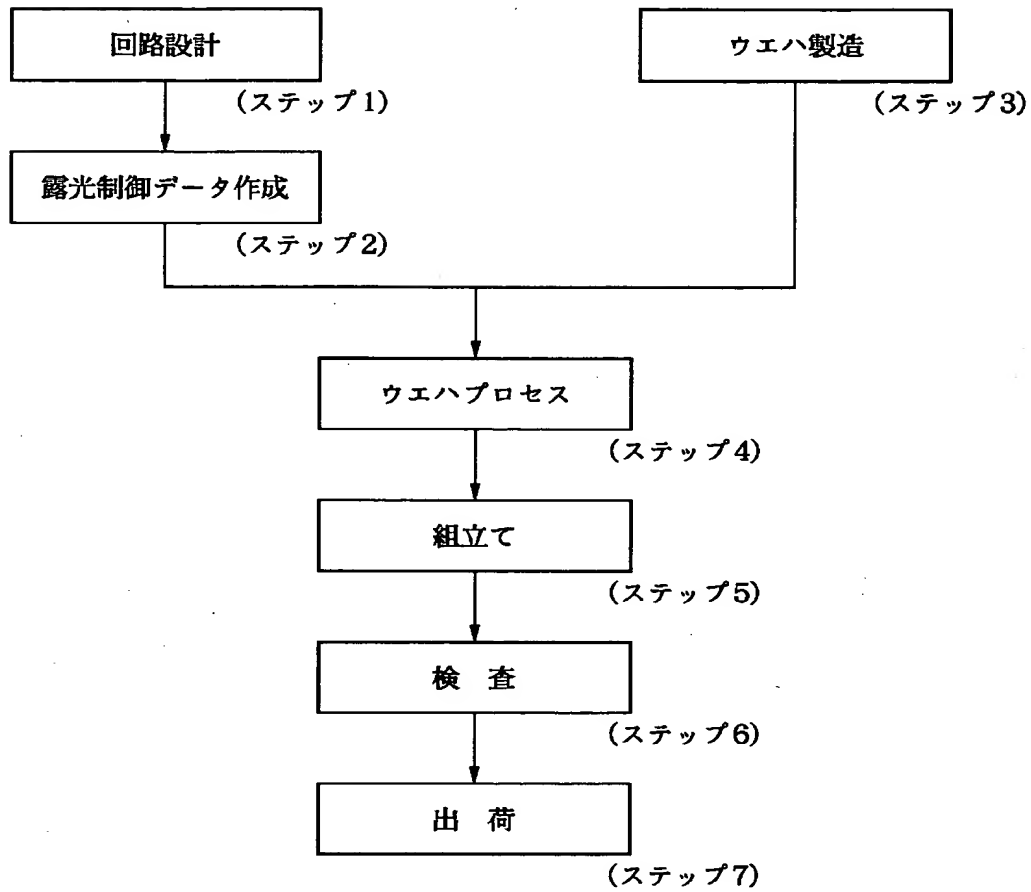 回路設計
(ステップ1)
ウエハ製造
(ステップ3)
露光制御データ作成
(ステップ2)
ウエハプロセス
(ステップ4)
組立て
(ステップ5)
検 査
(ステップ6)
出 荷
(ステップ7)